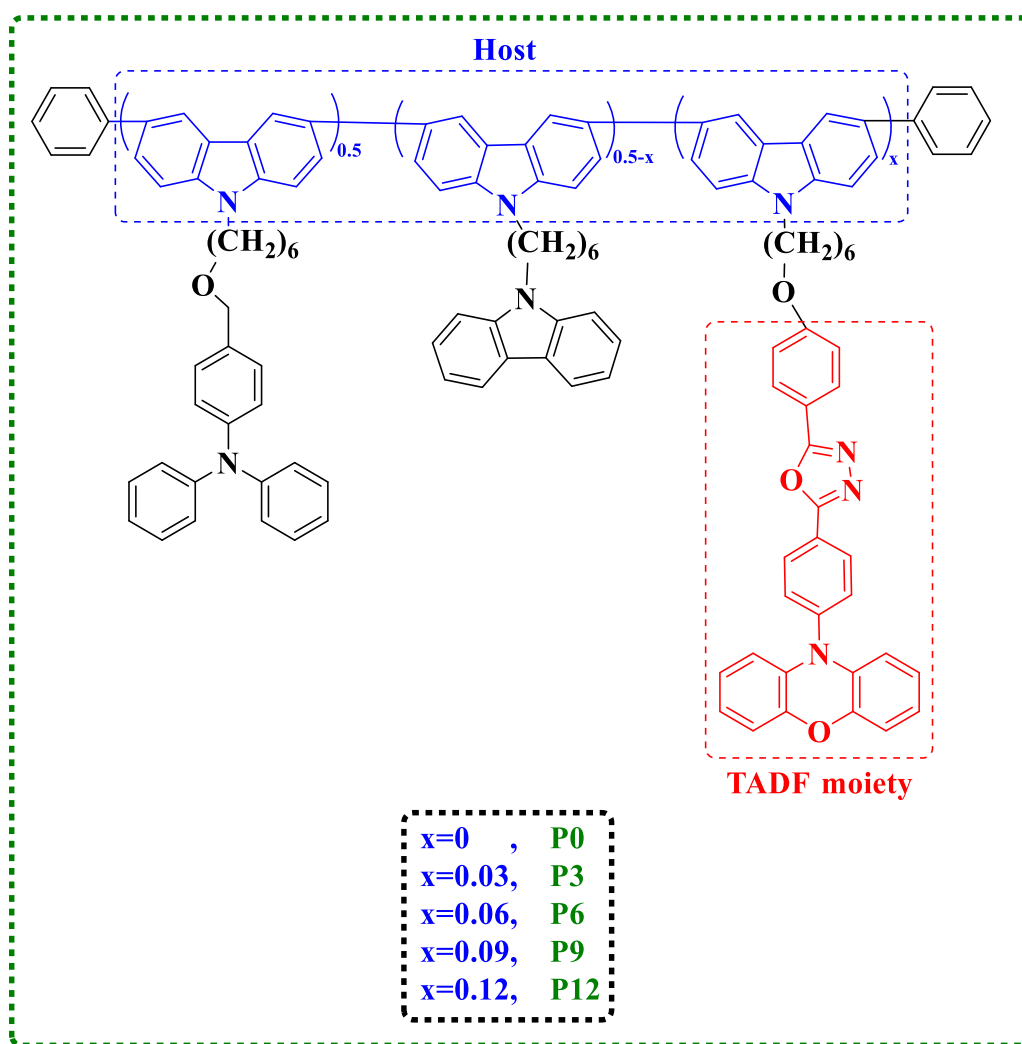 Host
0.5
0.5-x
x
N
N
N
(CH2)6
(CH2)6
(CH2)6
O
N
O
N
N
O
N
N
O
TADF moiety
x=0 , P0
x=0.03, P3
x=0.06, P6
x=0.09, P9
x=0.12, P12